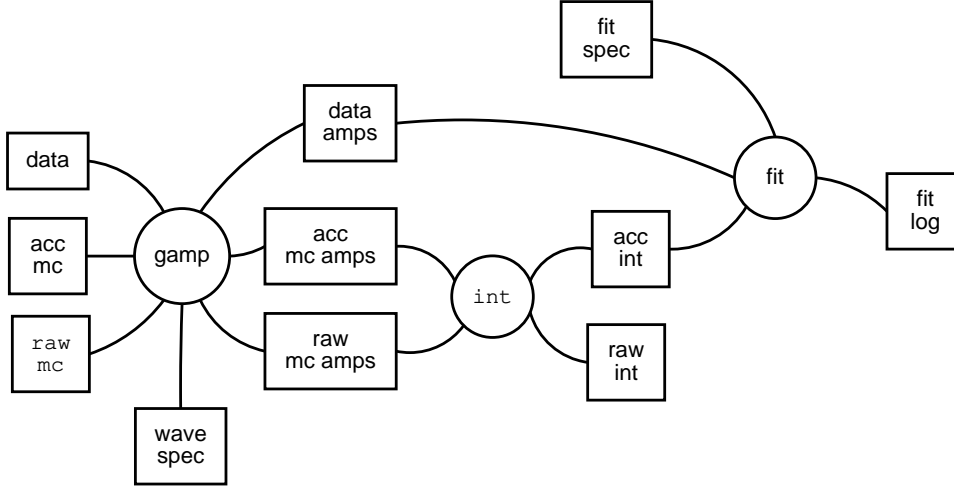 fit
spec
data
amps
data
fit
fit
log
acc
mc
gamp
acc
mc amps
acc
int
int
raw
mc
raw
mc amps
raw
int
wave
spec